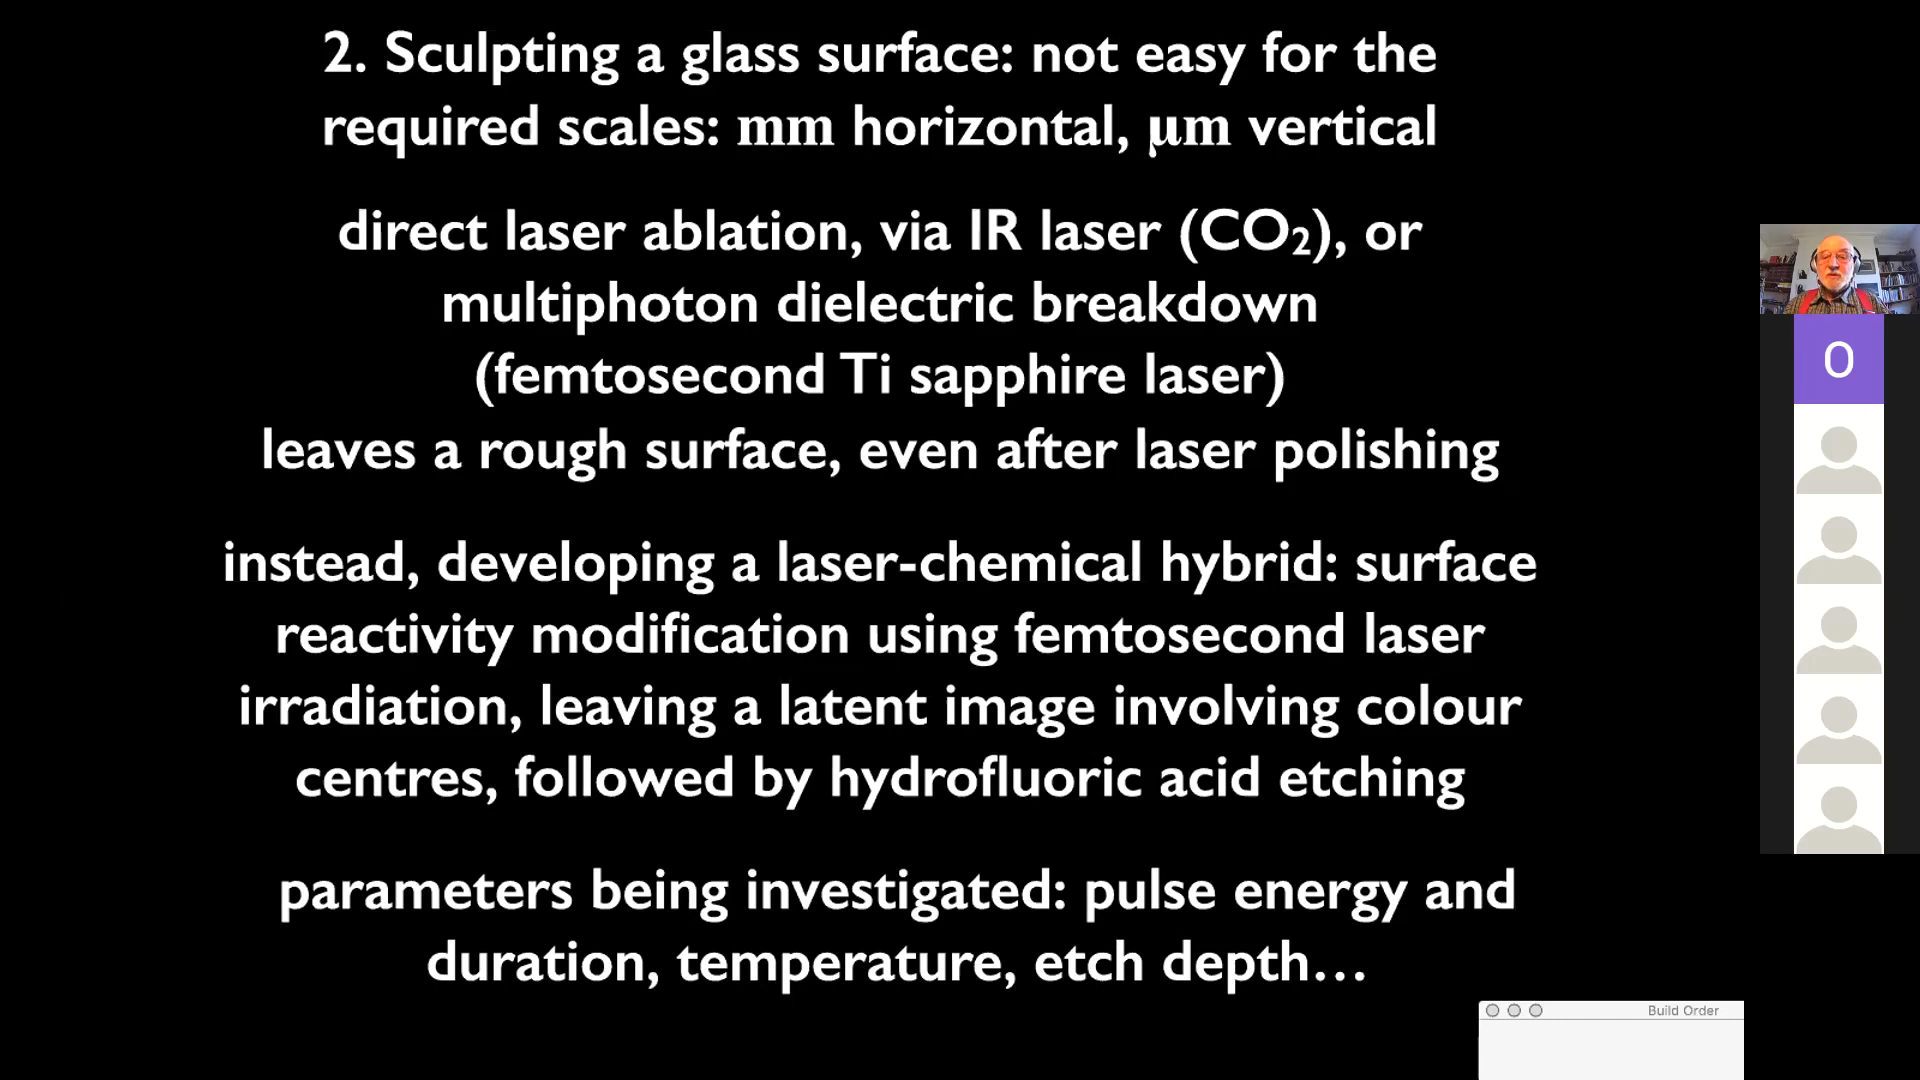 2. Sculpting a glass surface: not easy for the
required scales: mm horizontal, μm vertical
direct laser ablation, via IR laser (CO₂), or
multiphoton dielectric breakdown
(femtosecond Ti sapphire laser)
leaves a rough surface, even after laser polishing
instead, developing a laser-chemical hybrid: surface
reactivity modification using femtosecond laser
irradiation, leaving a latent image involving colour
centres, followed by hydrofluoric acid etching
parameters being investigated: pulse energy and
duration, temperature, etch depth…
O
Build Order